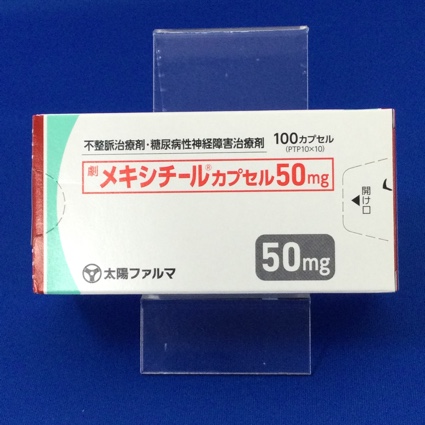 不整脈治療剤・糖尿病性神経障害治療剤 100カプセル
(PTP10×10)
劇 メキシチール®カプセル50mg
開け口
50mg
太陽ファルマ